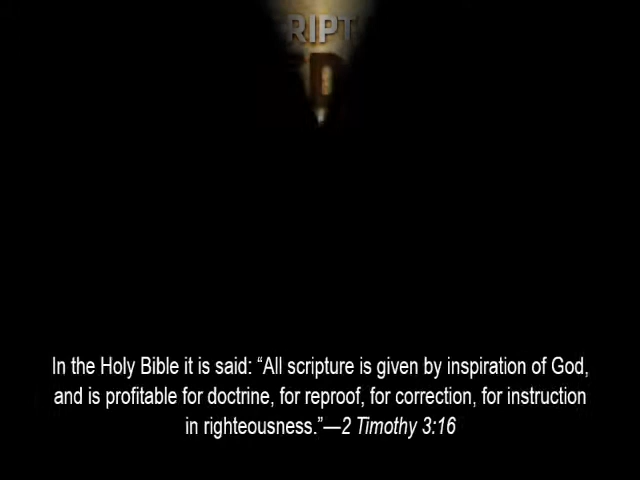 RIPT
D
In the Holy Bible it is said: “All scripture is given by inspiration of God,
and is profitable for doctrine, for reproof, for correction, for instruction
in righteousness.”—2 Timothy 3:16